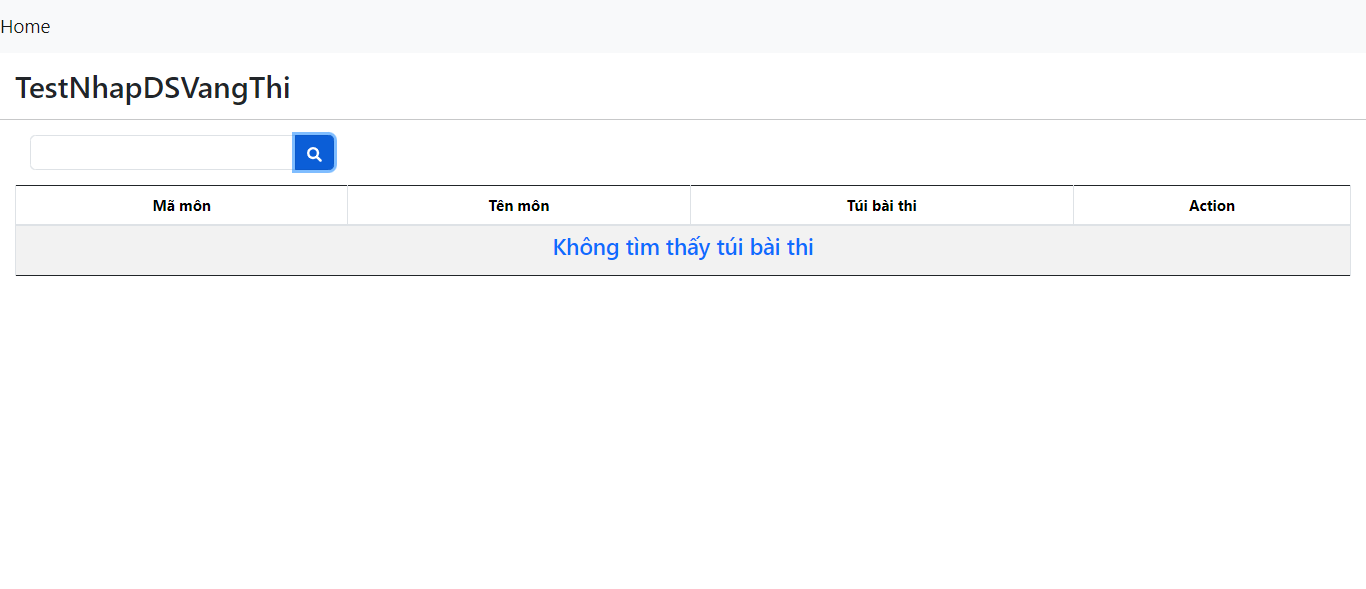 Home
TestNhapDSVangThi
Mã môn Tên môn Túi bài thi Action
Không tìm thấy túi bài thi